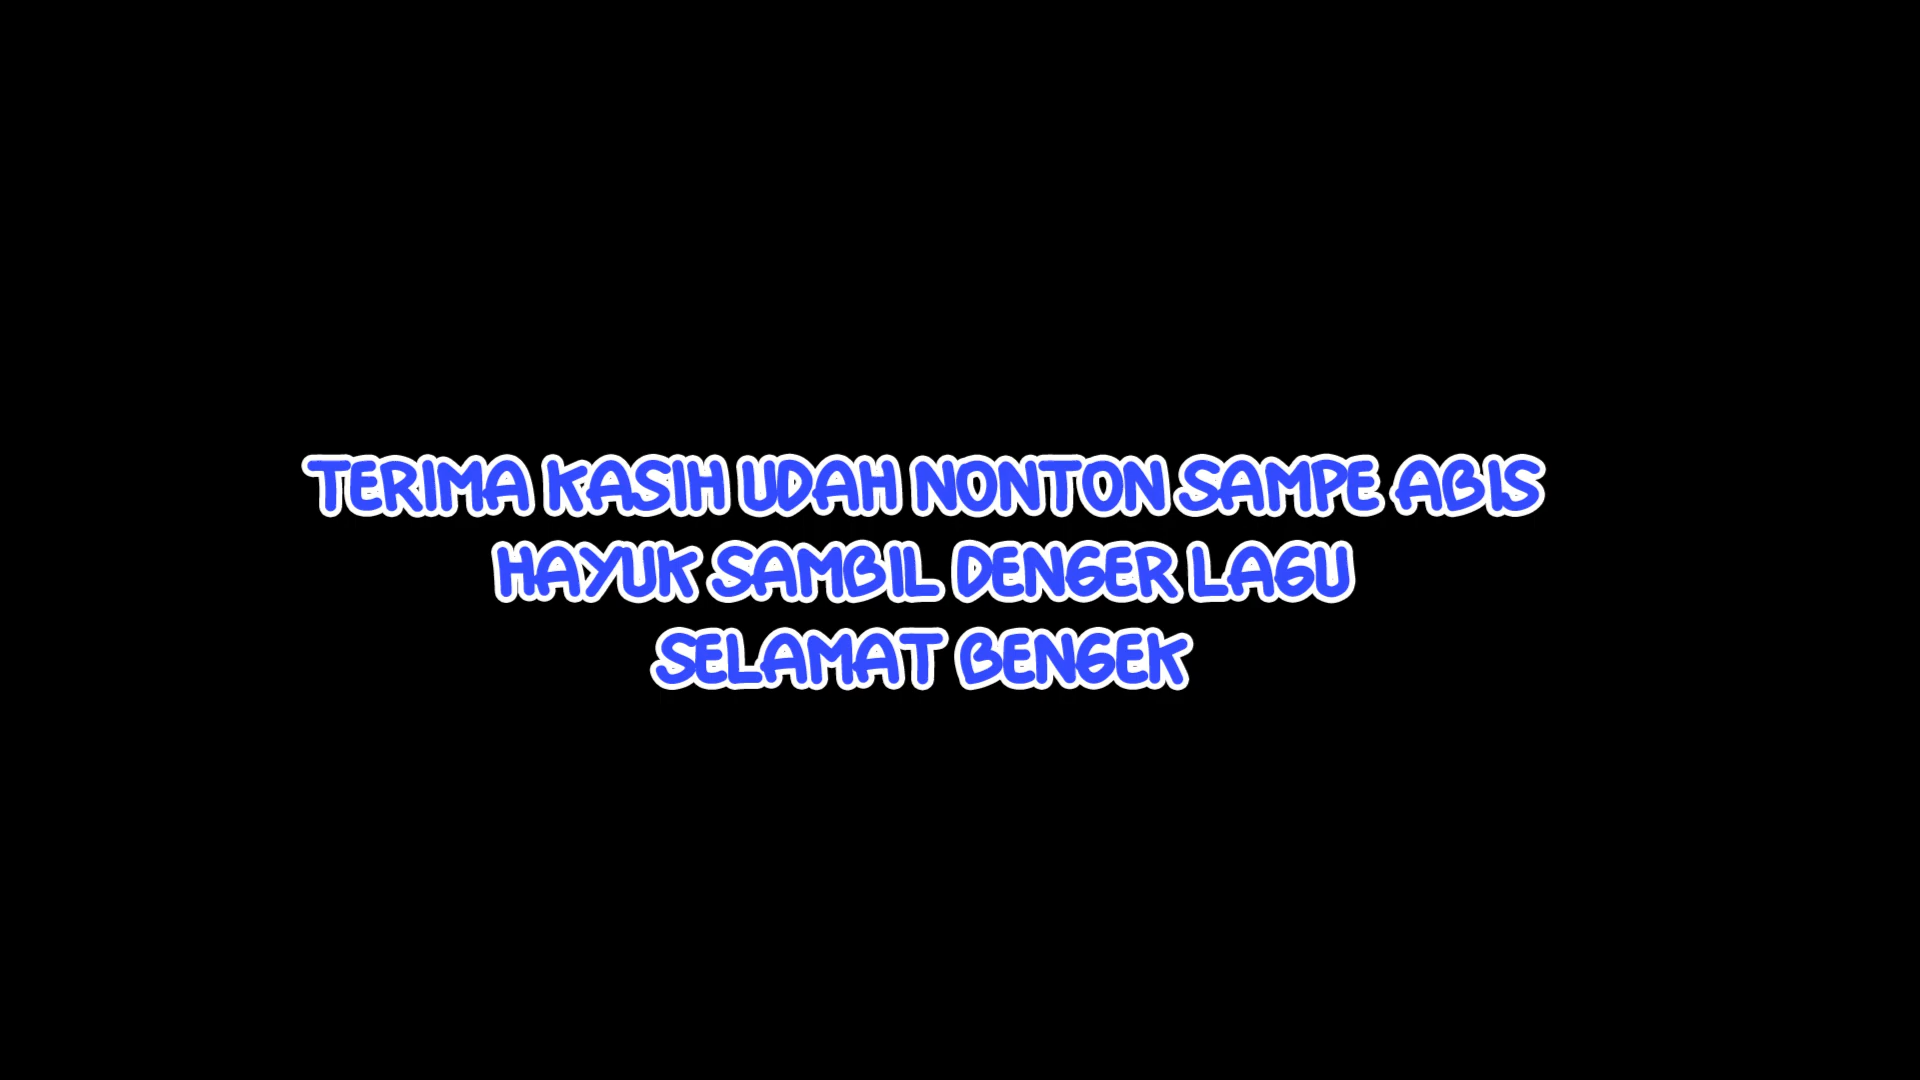 TERIMA KASIH UDAH NONTON SAMPE ABIS
HAYUK SAMBIL DENGER LAGU
SELAMAT BENGEK